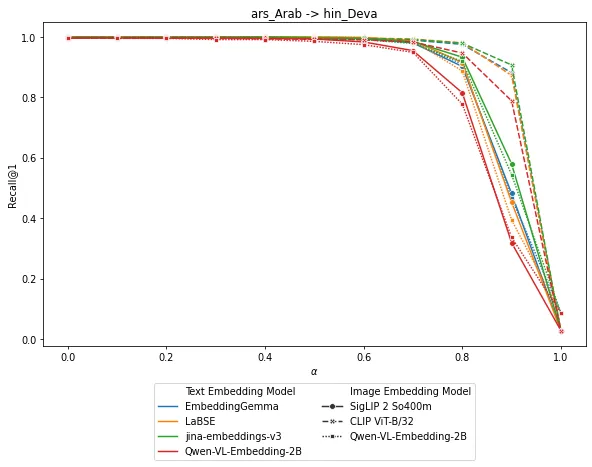 ars_Arab -> hin_Deva
1.0
0.8
0.6
0.4
0.2
0.0
Recall@1
0.0 0.2 0.4 0.6 0.8 1.0
α
Text Embedding Model
EmbeddingGemma
LaBSE
jina-embeddings-v3
Qwen-VL-Embedding-2B
Image Embedding Model
SigLIP 2 So400m
CLIP ViT-B/32
Qwen-VL-Embedding-2B